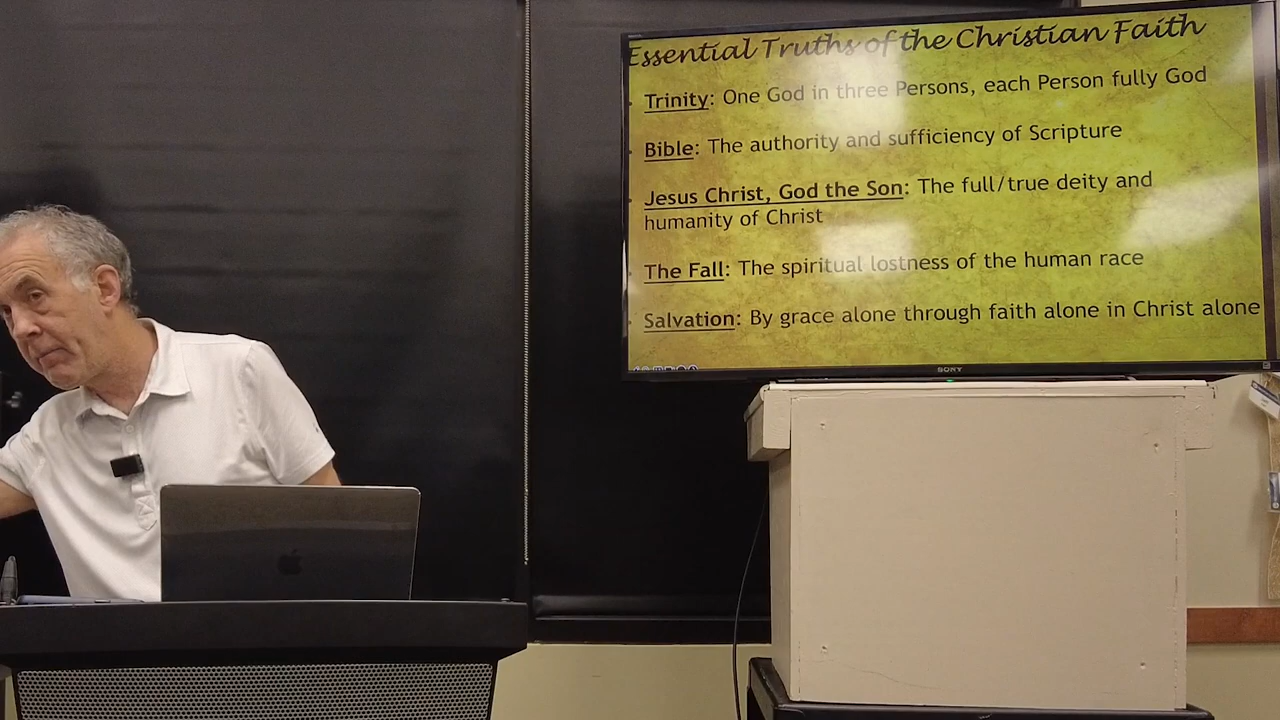 Essential Truths of the Christian Faith
Trinity: One God in three Persons, each Person fully God
Bible: The authority and sufficiency of Scripture
Jesus Christ, God the Son: The full/true deity and
humanity of Christ
The Fall: The spiritual lostness of the human race
Salvation: By grace alone through faith alone in Christ alone
SONY